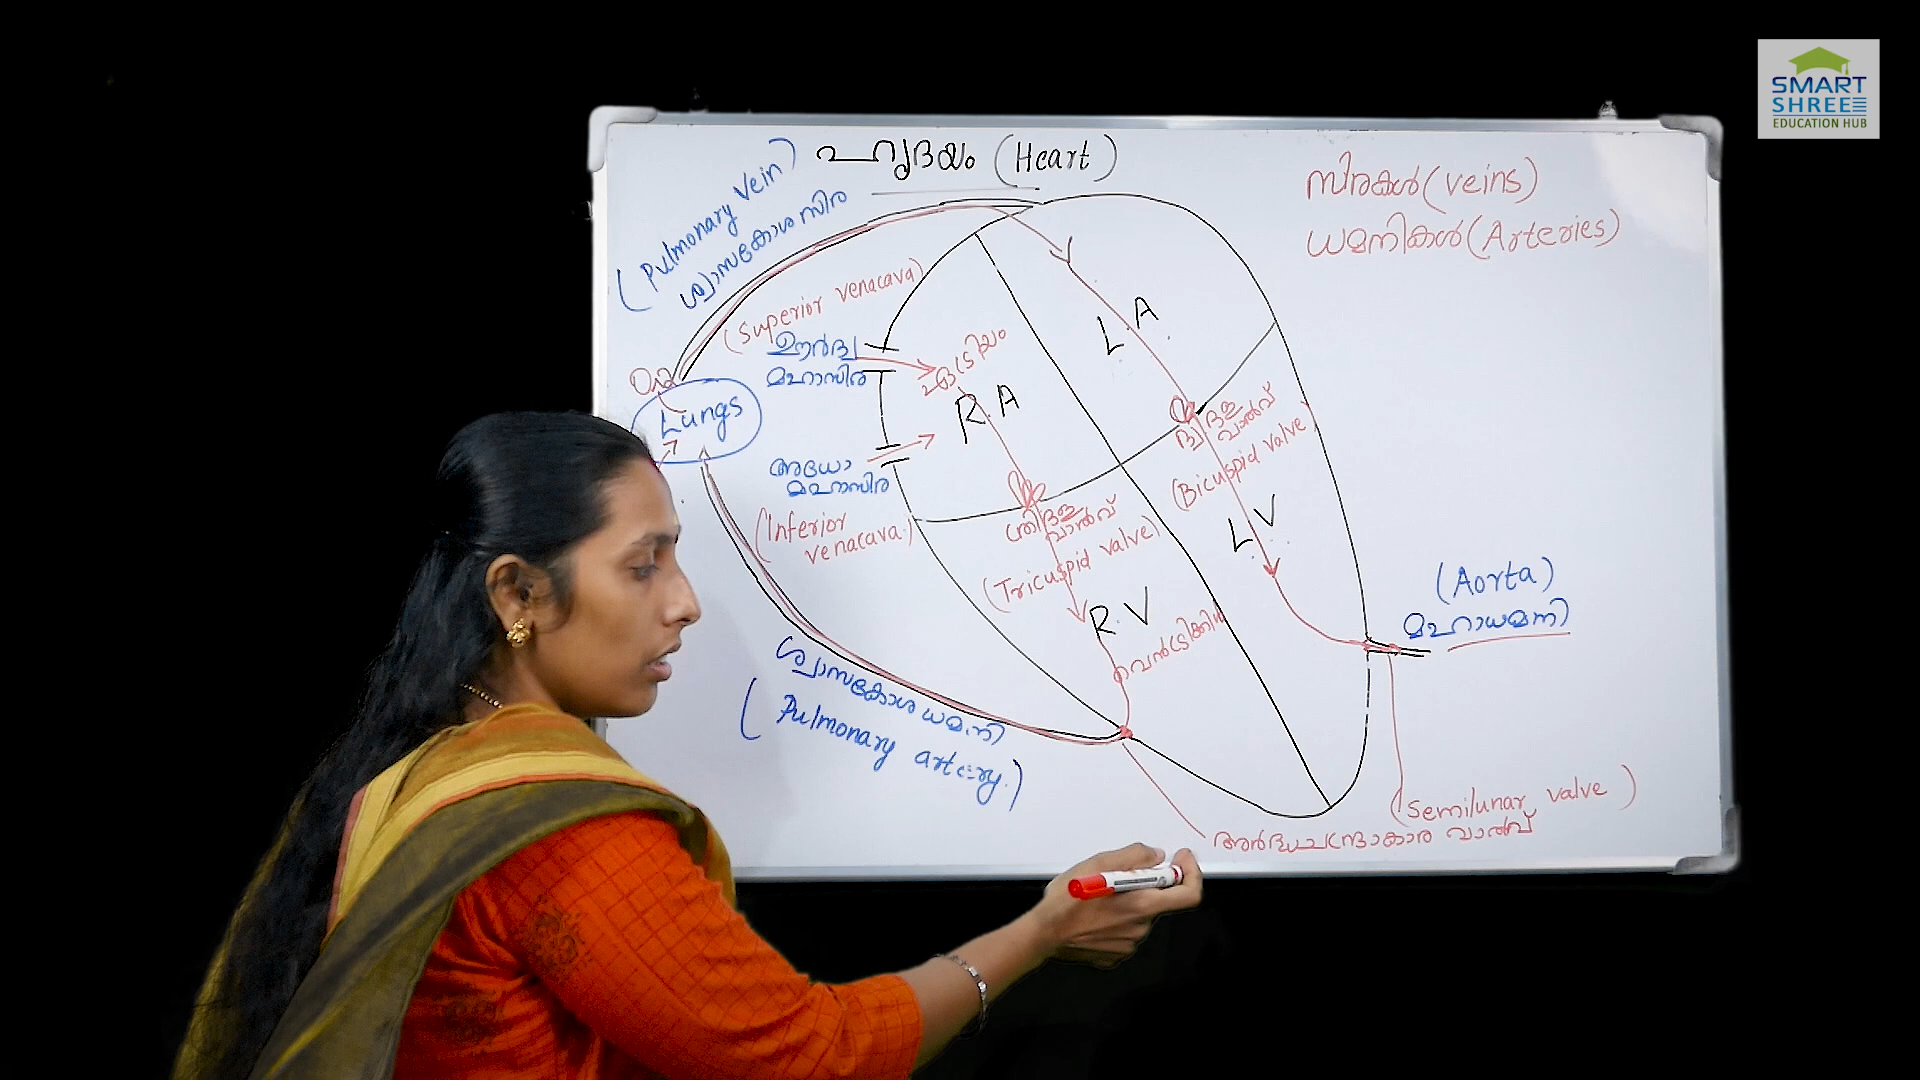 SMART
SHREE
EDUCATION HUB
ഹൃദയം (Heart)
സിരകൾ (veins)
ധമനികൾ (Arteries)
(Pulmonary Vein)
ശ്വാസകോശ സിര
(Superior venacava)
ഊർദ്ധ്വ
മഹാസിര
ഏട്രിയം
R.A
L.A
O₂
Lungs
അധോ
മഹാസിര
(Inferior
venacava.)
ദ്വിദള
വാൽവ്
(Bicuspid valve)
ത്രിദള
വാൽവ്
(Tricuspid valve)
L.V
R.V
വെൻട്രിക്കിൾ
(Aorta)
മഹാധമനി
ശ്വാസകോശ ധമനി
(Pulmonary artery.)
(Semilunar valve)
അർദ്ധചന്ദ്രാകാര വാൽവ്